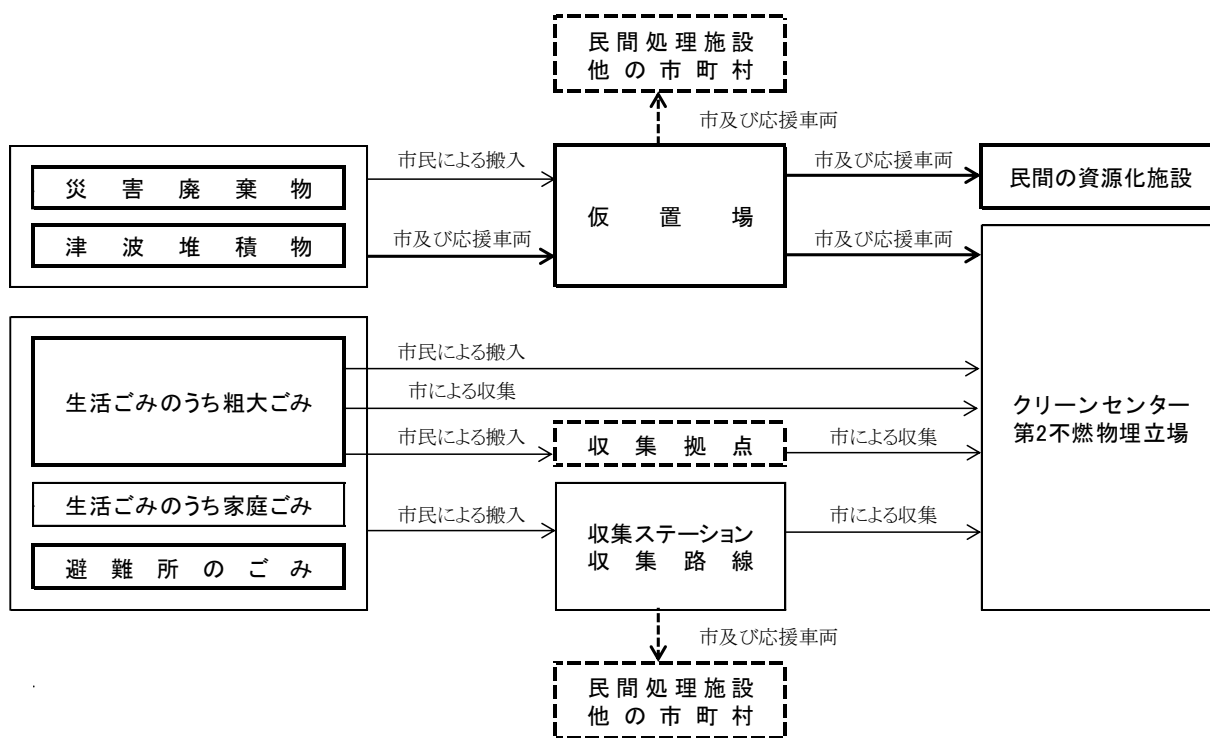 民間処理施設
他の市町村
市及び応援車両
市民による搬入
市及び応援車両
災害廃棄物
仮置場
民間の資源化施設
津波堆積物
市及び応援車両
市及び応援車両
市民による搬入
生活ごみのうち粗大ごみ
市による収集
クリーンセンター
第2不燃物埋立場
市民による搬入
収集拠点
市による収集
生活ごみのうち家庭ごみ
市民による搬入
収集ステーション
収集路線
市による収集
避難所のごみ
市及び応援車両
民間処理施設
他の市町村